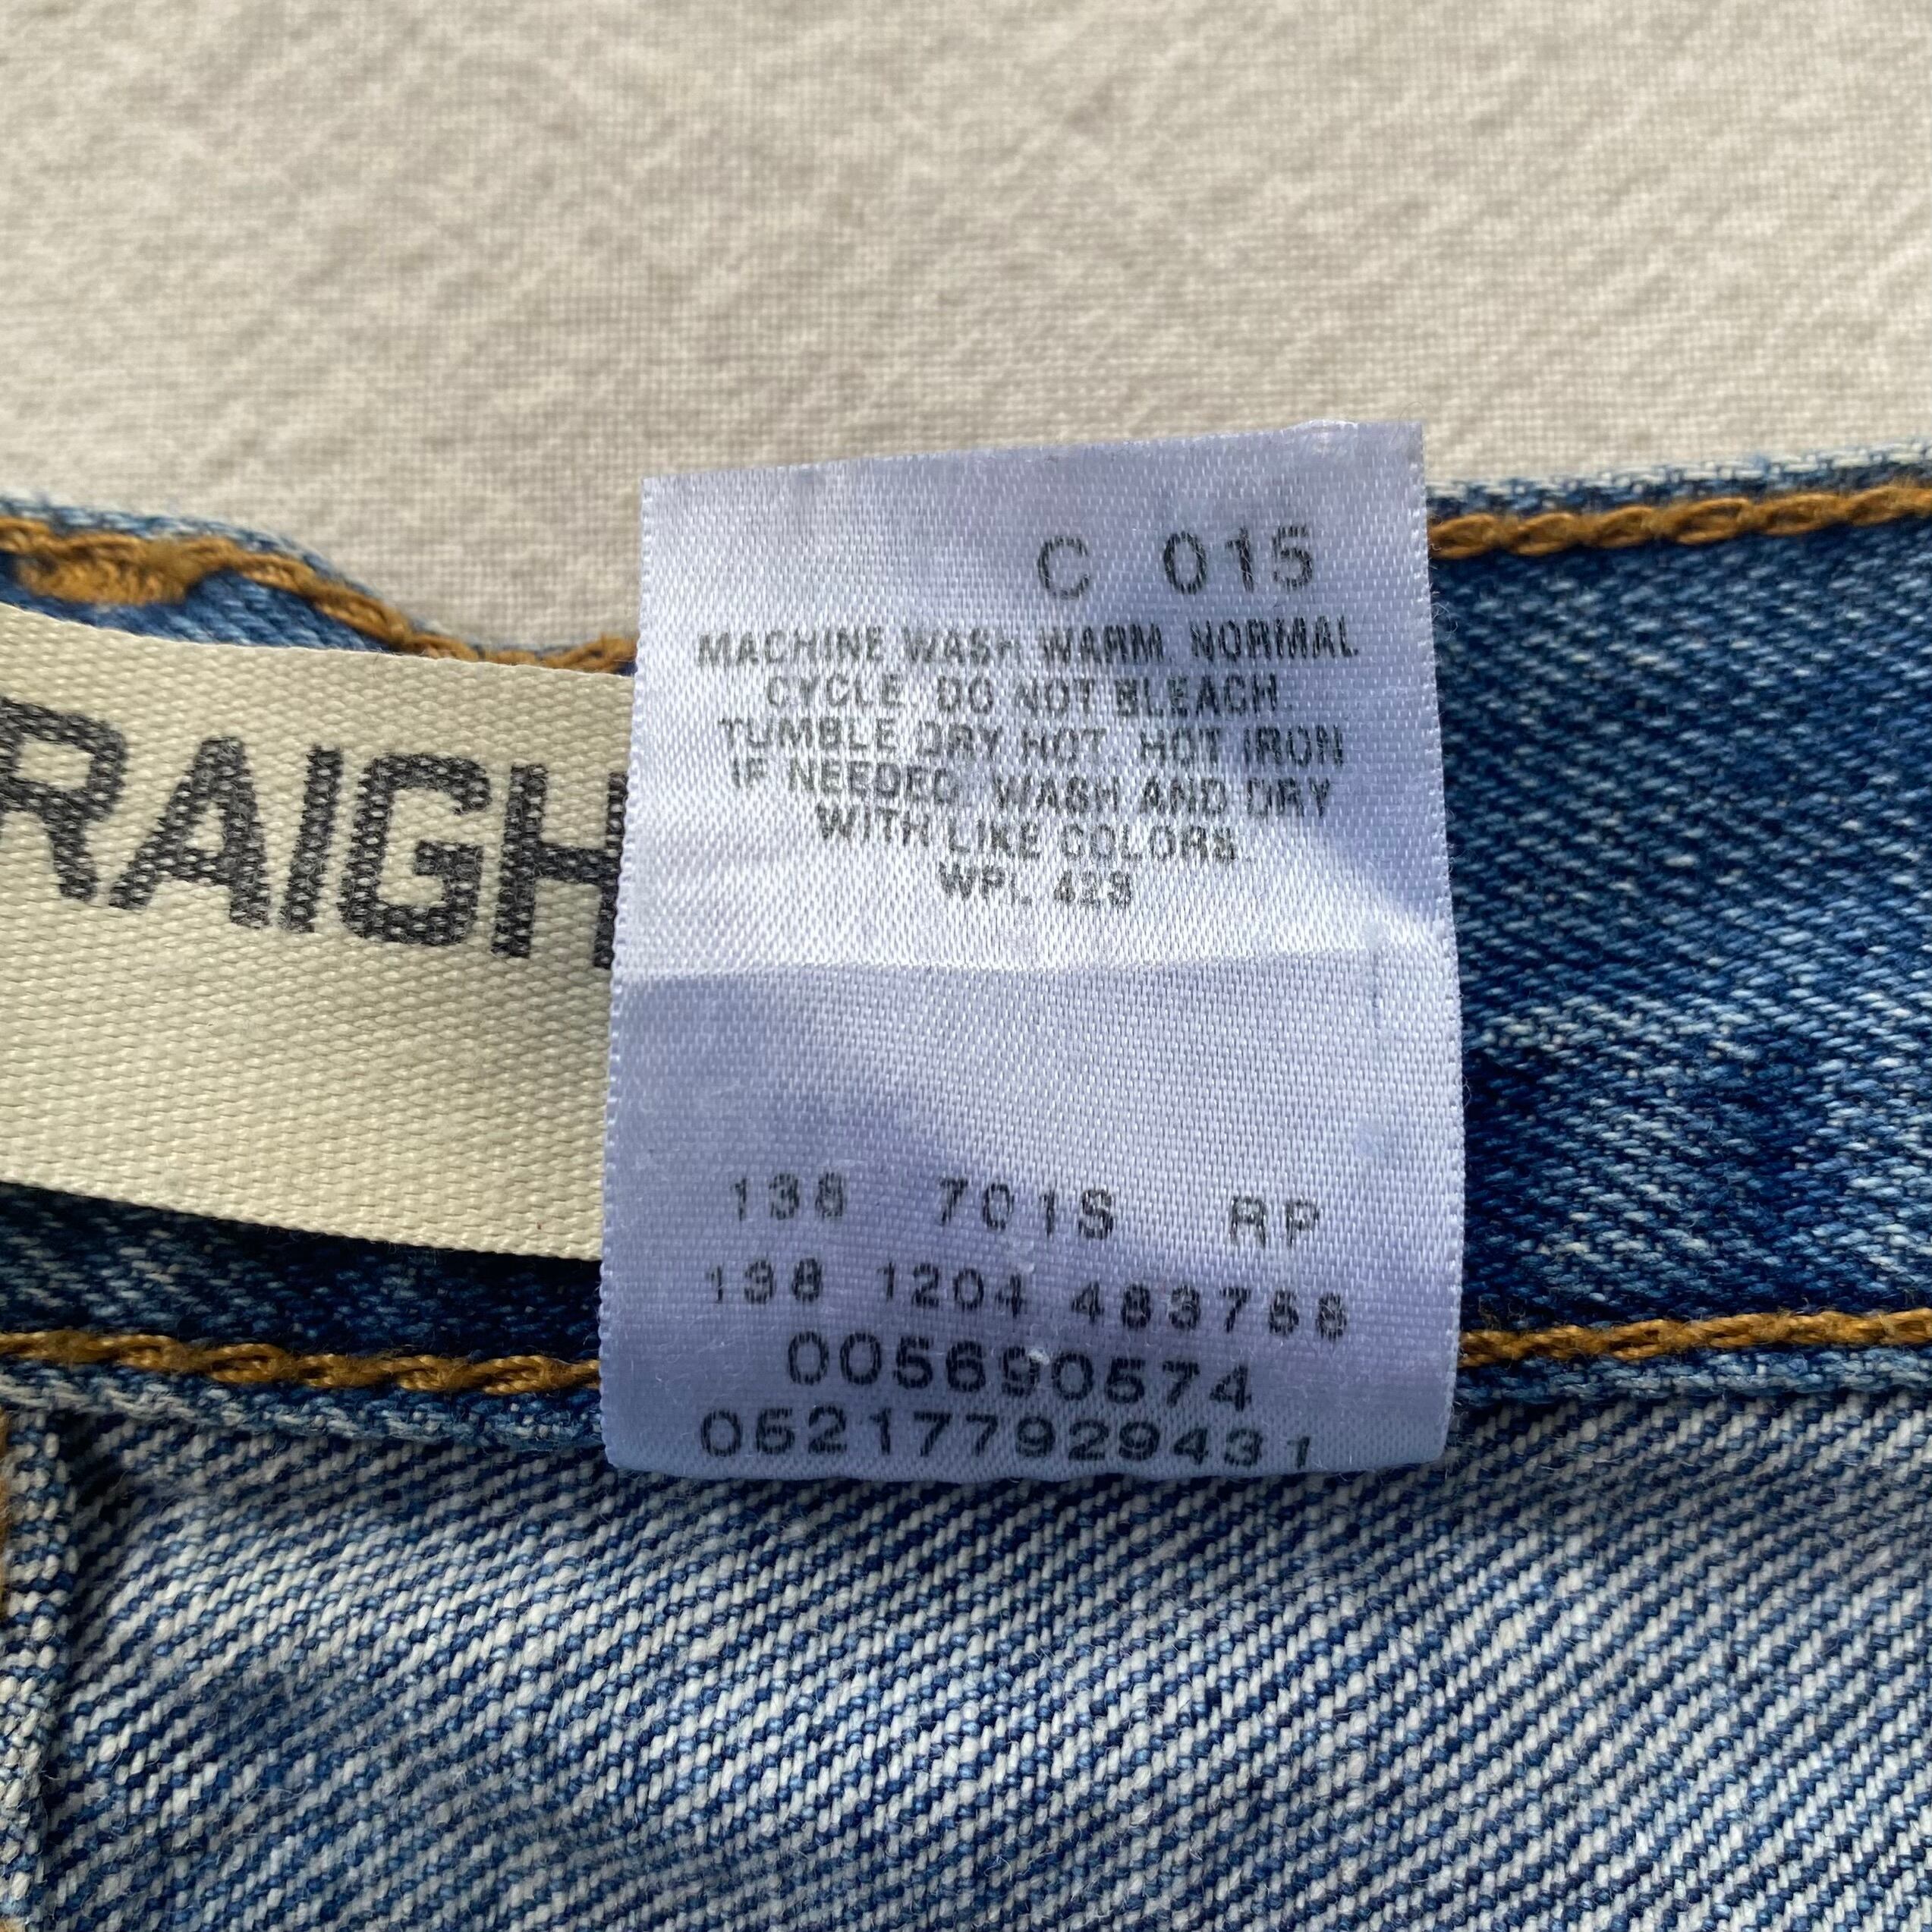 C 015
MACHINE WASH WARM, NORMAL
CYCLE. DO NOT BLEACH.
TUMBLE DRY HOT. HOT IRON
IF NEEDED. WASH AND DRY
WITH LIKE COLORS.
WPL 423
RAIGH
138 701S RP
138 1204 483758
005690574
052177929431